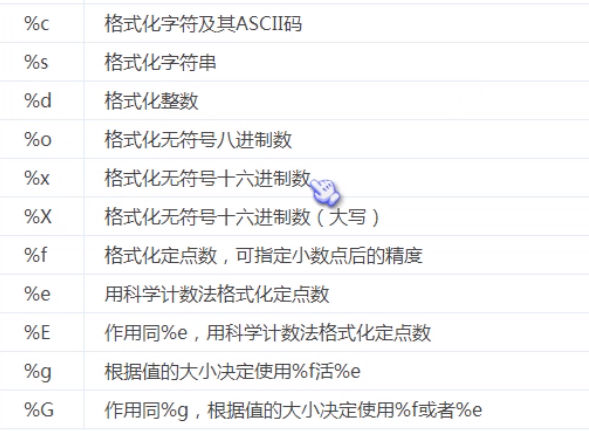 %c 格式化字符及其ASCII码
%s 格式化字符串
%d 格式化整数
%o 格式化无符号八进制数
%x 格式化无符号十六进制数
%X 格式化无符号十六进制数（大写）
%f 格式化定点数，可指定小数点后的精度
%e 用科学计数法格式化定点数
%E 作用同%e，用科学计数法格式化定点数
%g 根据值的大小决定使用%f活%e
%G 作用同%g，根据值的大小决定使用%f或者%e